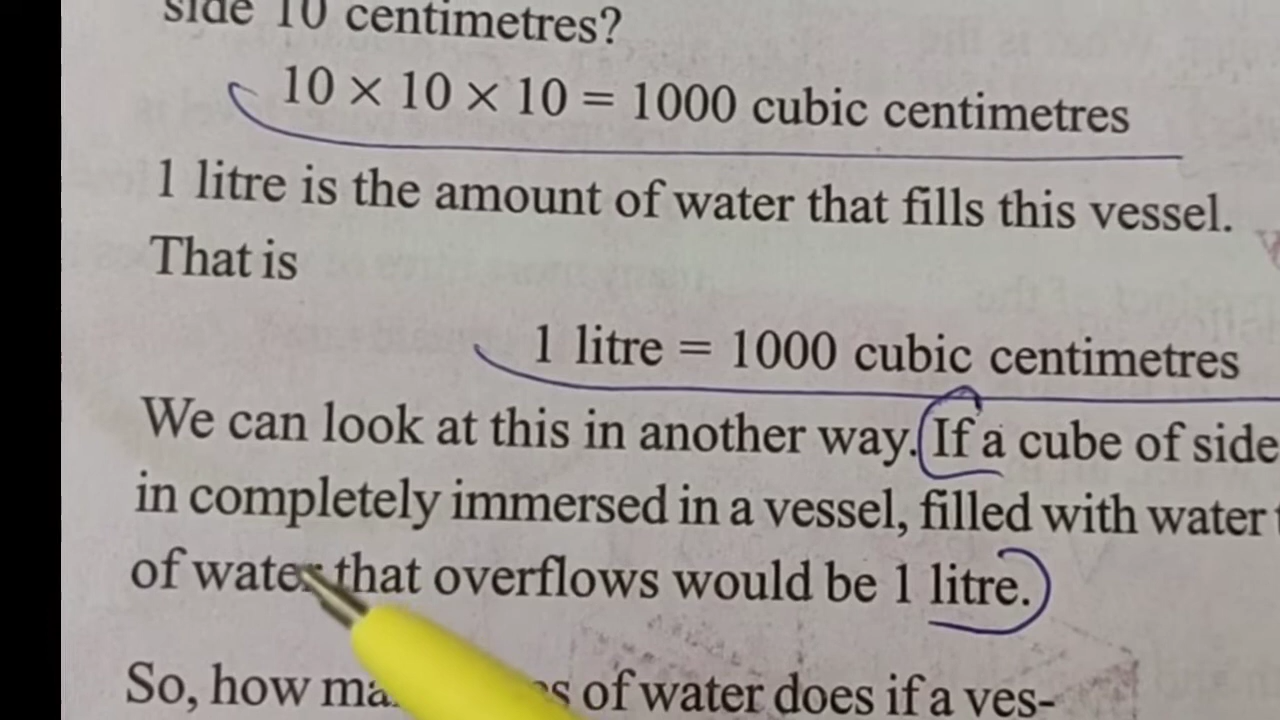 side 10 centimetres?
10 × 10 × 10 = 1000 cubic centimetres
1 litre is the amount of water that fills this vessel.
That is
1 litre = 1000 cubic centimetres
We can look at this in another way. If a cube of side
in completely immersed in a vessel, filled with water
of water that overflows would be 1 litre.
So, how of water does if a ves-